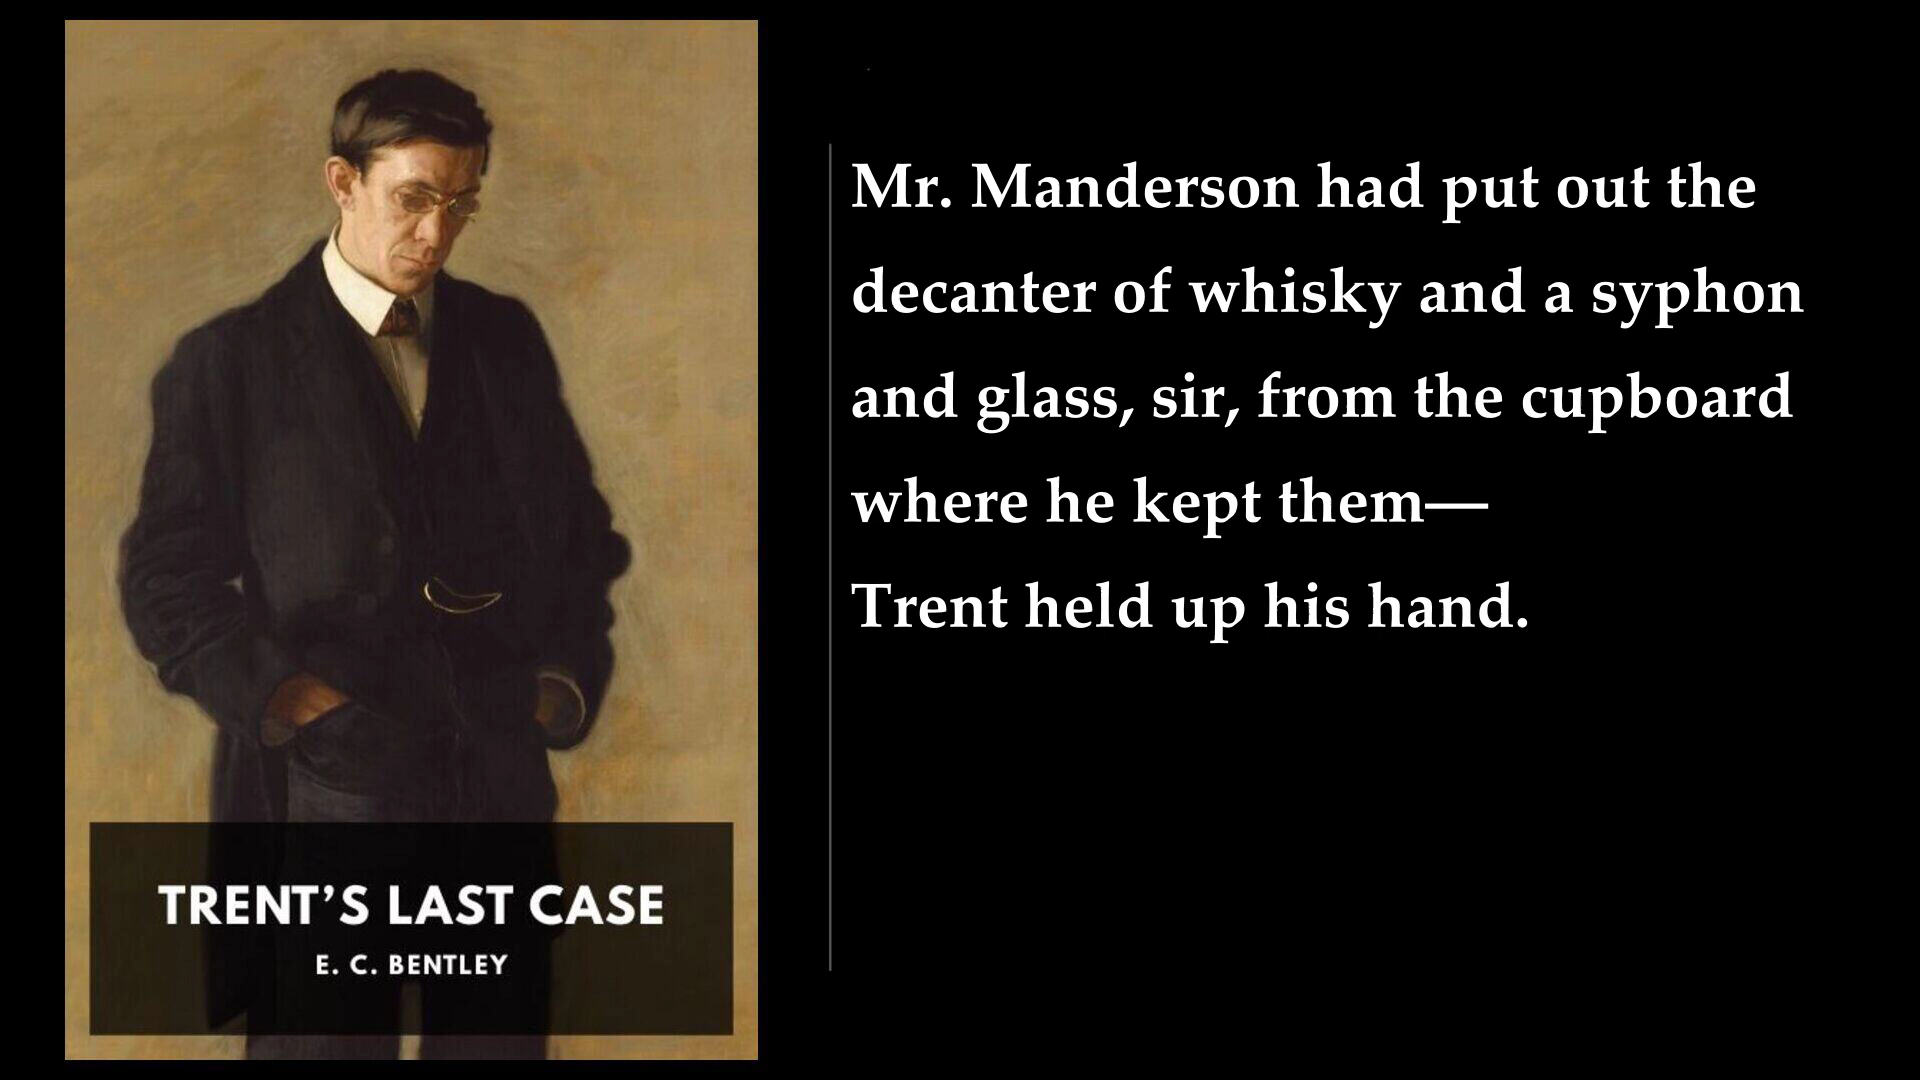 Mr. Manderson had put out the
decanter of whisky and a syphon
and glass, sir, from the cupboard
where he kept them—
Trent held up his hand.
TRENT’S LAST CASE
E. C. BENTLEY